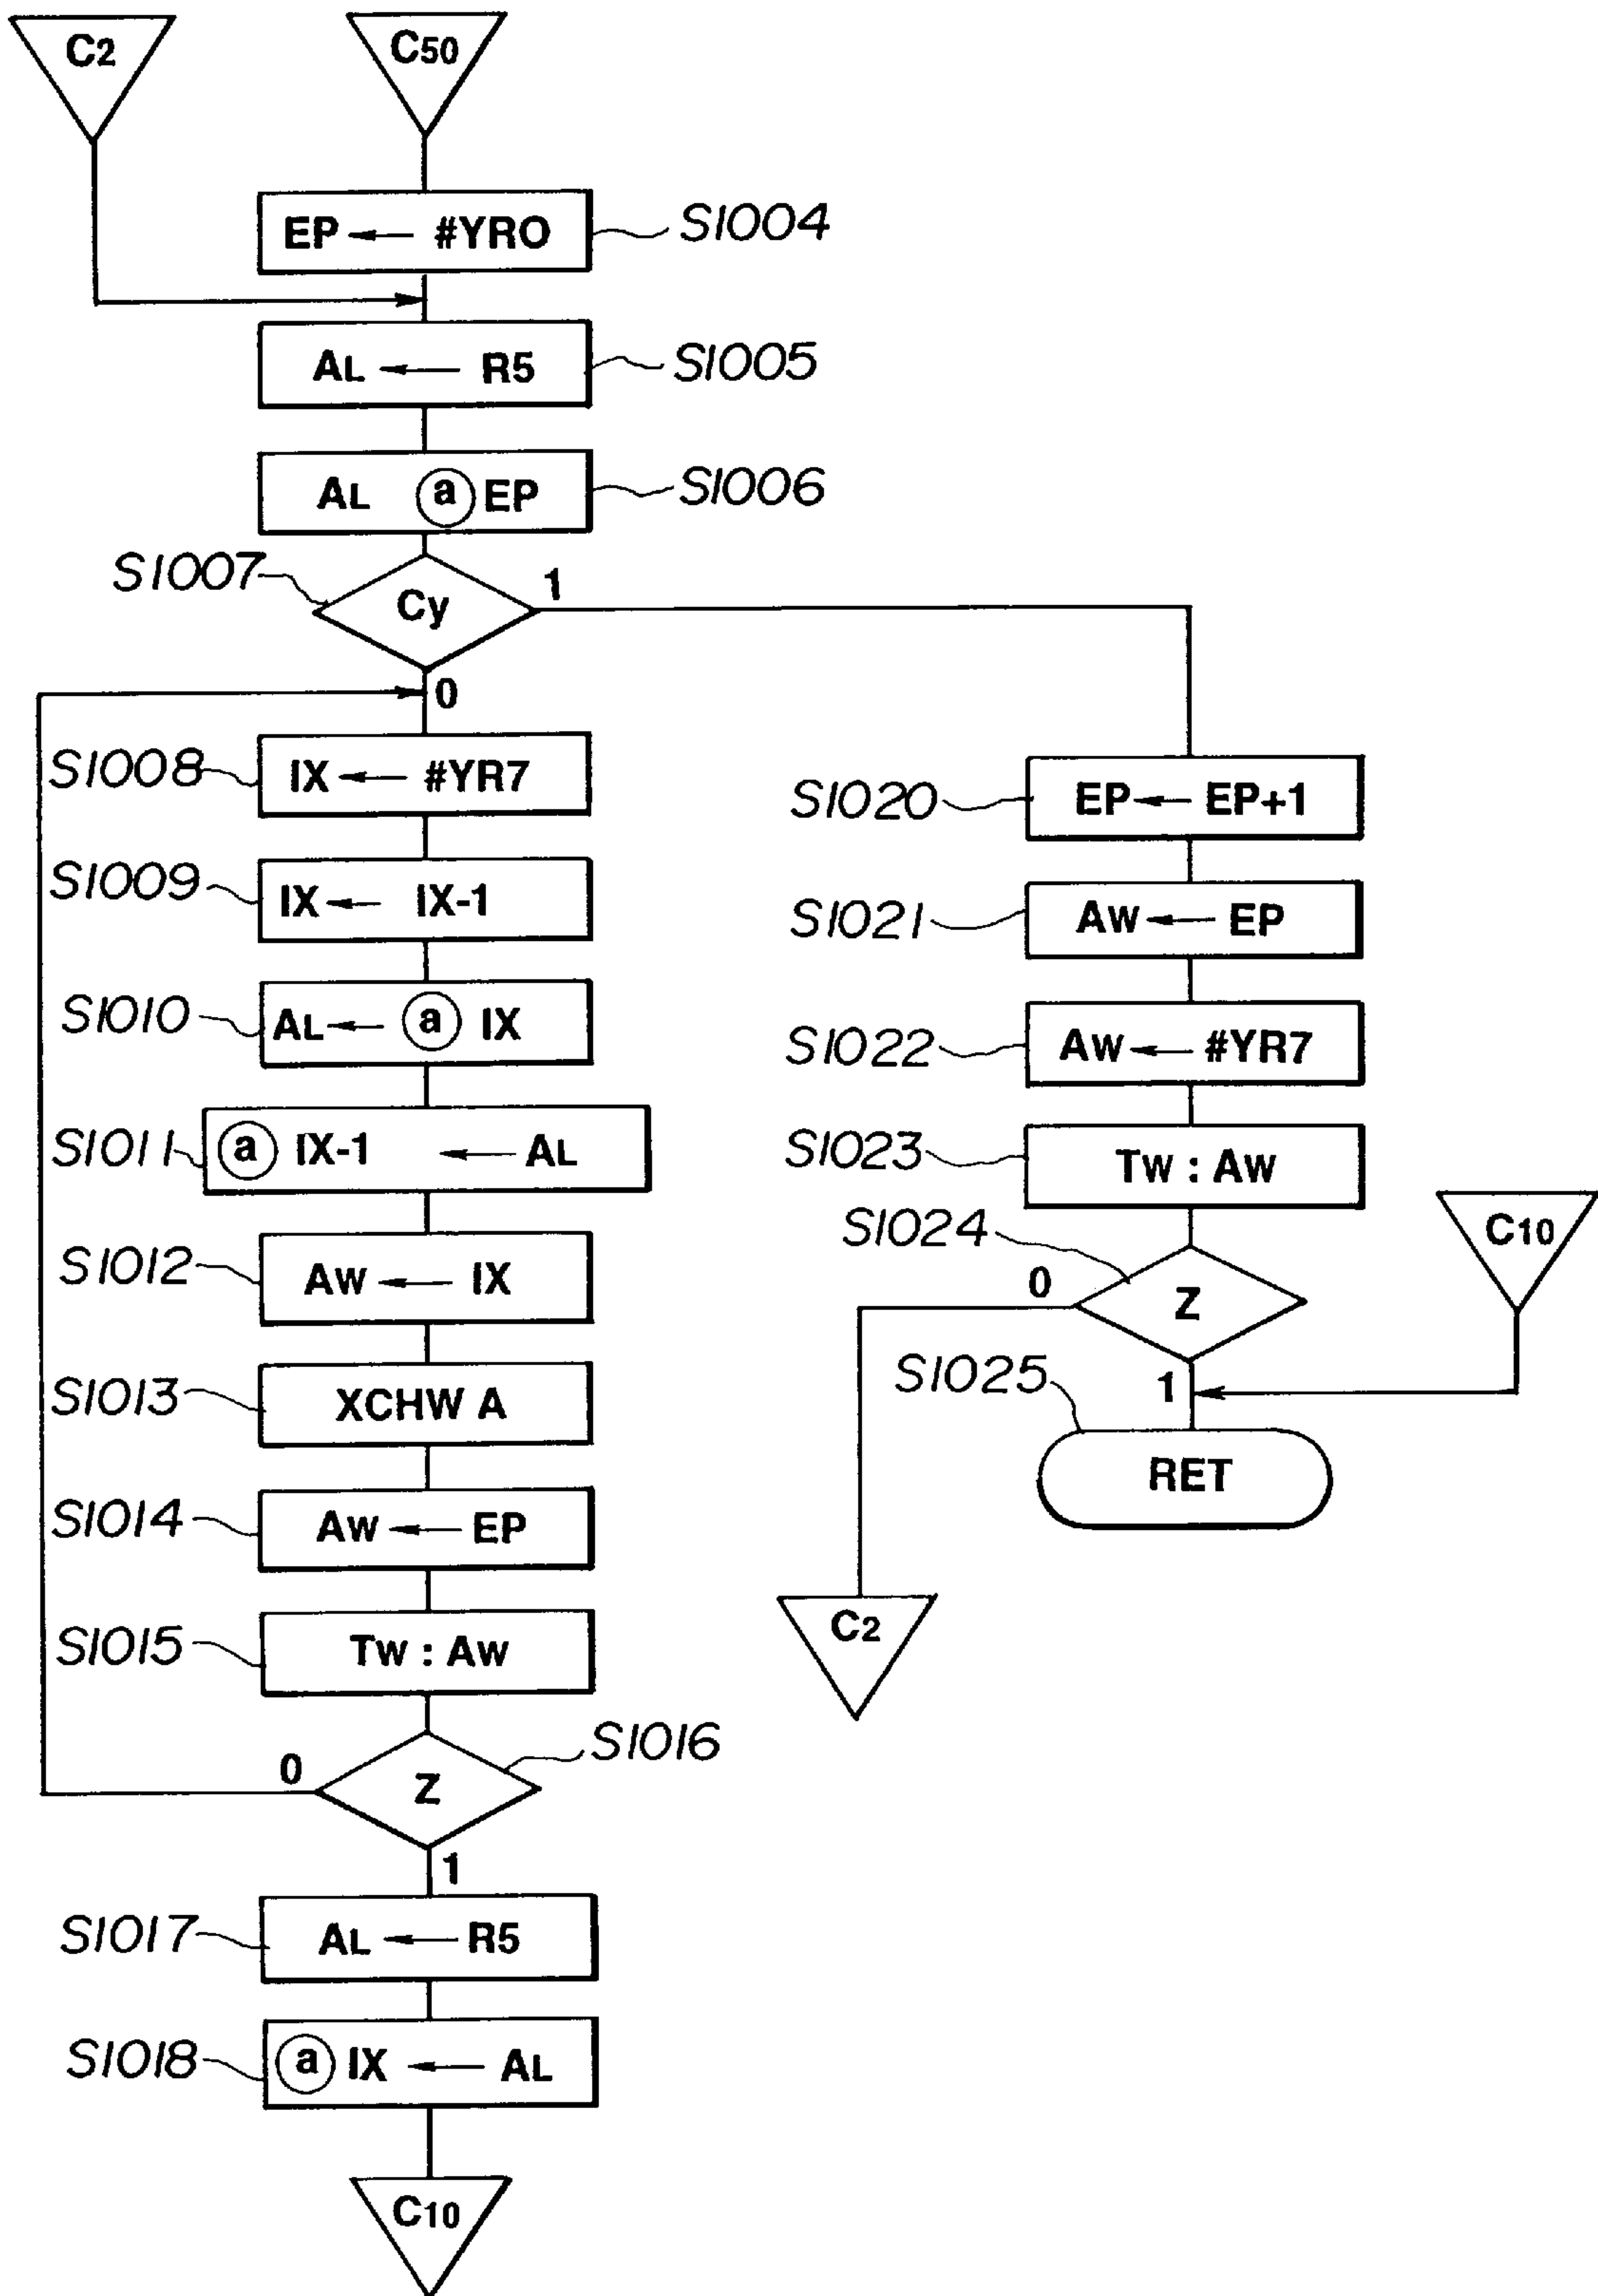 C2
C50
EP ← #YRO
S1004
AL ← R5
S1005
AL ⓐ EP
S1006
S1007
Cy
1
0
S1008
IX ← #YR7
S1009
IX ← IX-1
S1010
AL ← ⓐ IX
S1011
ⓐ IX-1 ← AL
S1012
AW ← IX
S1013
XCHW A
S1014
AW ← EP
S1015
TW : AW
S1016
0
Z
1
S1017
AL ← R5
S1018
ⓐ IX ← AL
C10
S1020
EP ← EP+1
S1021
AW ← EP
S1022
AW ← #YR7
S1023
TW : AW
S1024
C10
0
Z
S1025
1
RET
C2